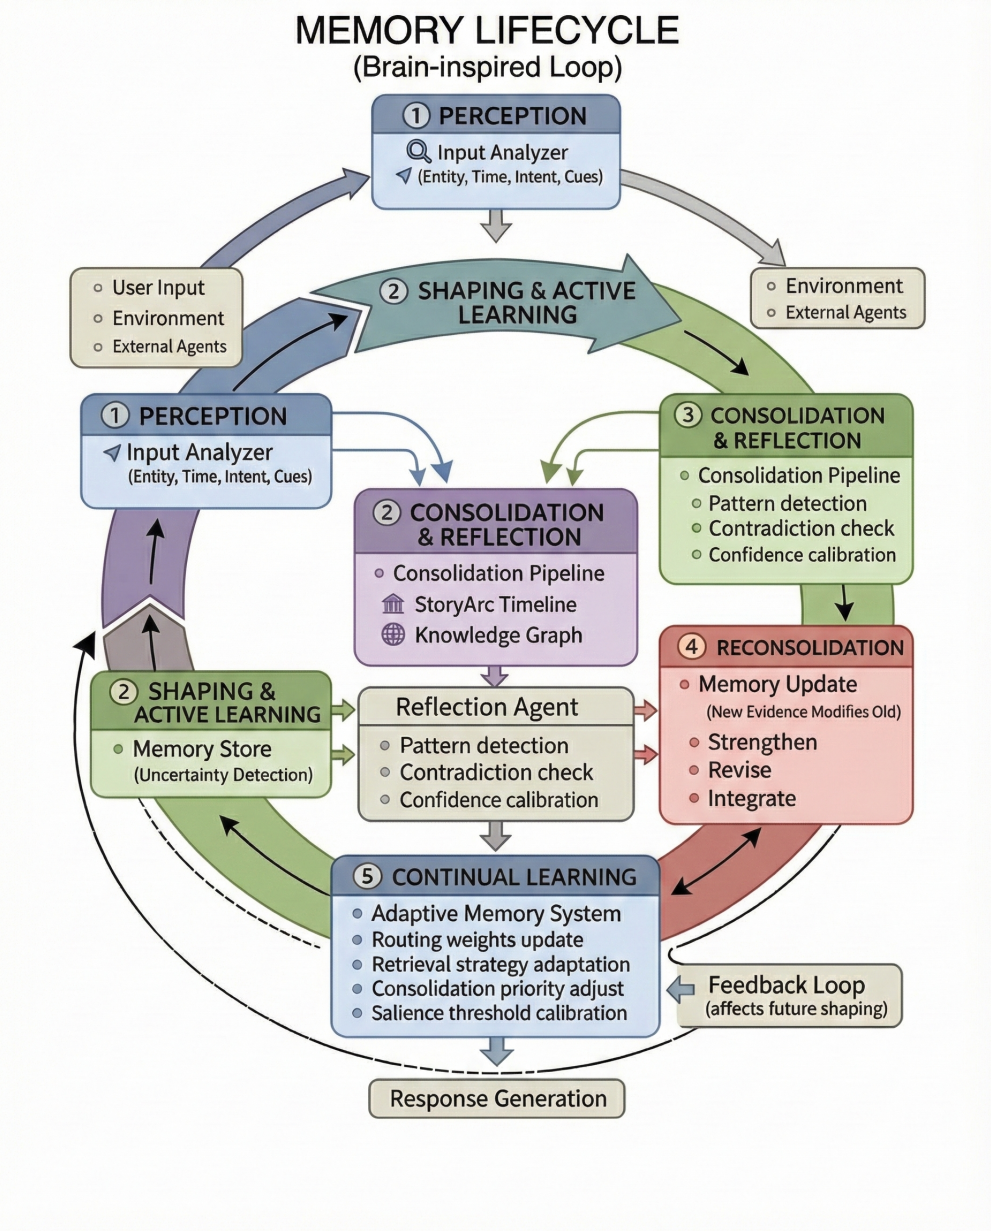 MEMORY LIFECYCLE
(Brain-inspired Loop)
1 PERCEPTION
Input Analyzer
(Entity, Time, Intent, Cues)
User Input
Environment
External Agents
2 SHAPING & ACTIVE
LEARNING
Environment
External Agents
1 PERCEPTION
Input Analyzer
(Entity, Time, Intent, Cues)
3 CONSOLIDATION
& REFLECTION
Consolidation Pipeline
Pattern detection
Contradiction check
Confidence calibration
2 CONSOLIDATION
& REFLECTION
Consolidation Pipeline
StoryArc Timeline
Knowledge Graph
2 SHAPING &
ACTIVE LEARNING
Memory Store
(Uncertainty Detection)
Reflection Agent
Pattern detection
Contradiction check
Confidence calibration
4 RECONSOLIDATION
Memory Update
(New Evidence Modifies Old)
Strengthen
Revise
Integrate
5 CONTINUAL LEARNING
Adaptive Memory System
Routing weights update
Retrieval strategy adaptation
Consolidation priority adjust
Salience threshold calibration
Feedback Loop
(affects future shaping)
Response Generation